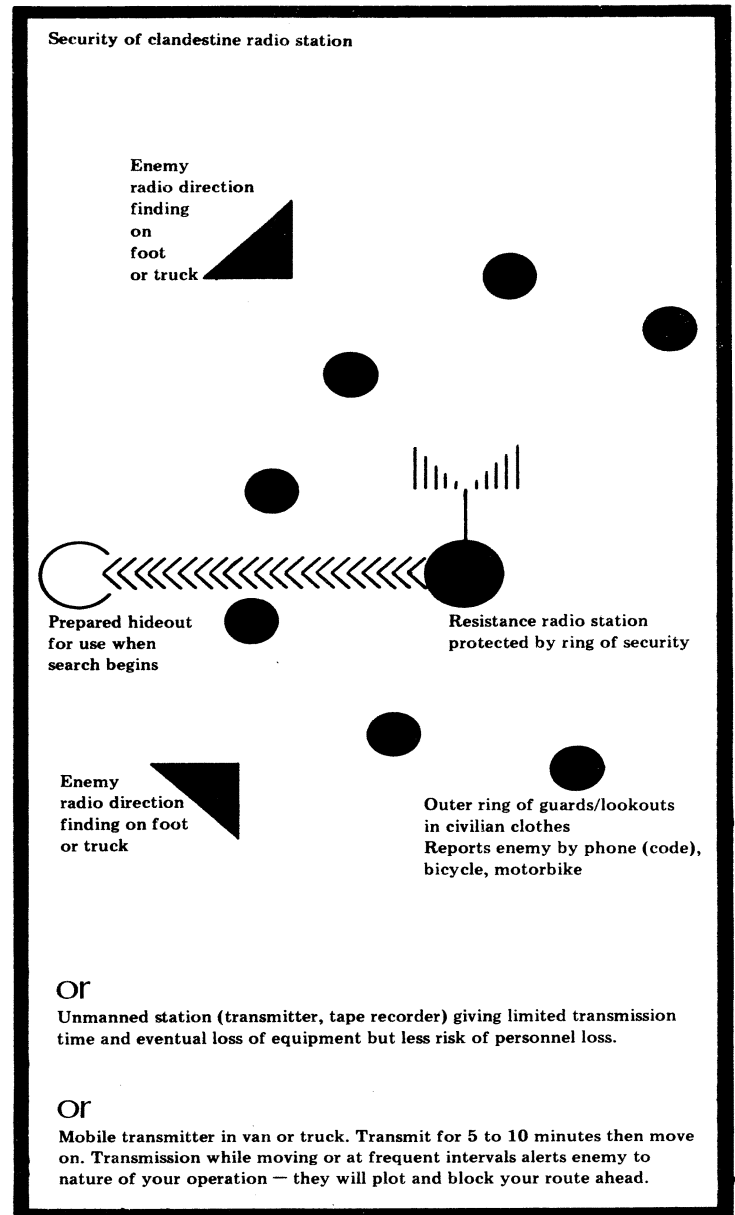 Security of clandestine radio station
Enemy
radio direction
finding
on
foot
or truck
Prepared hideout
for use when
search begins
Resistance radio station
protected by ring of security
Enemy
radio direction
finding on foot
or truck
Outer ring of guards/lookouts
in civilian clothes
Reports enemy by phone (code),
bicycle, motorbike
or
Unmanned station (transmitter, tape recorder) giving limited transmission
time and eventual loss of equipment but less risk of personnel loss.
or
Mobile transmitter in van or truck. Transmit for 5 to 10 minutes then move
on. Transmission while moving or at frequent intervals alerts enemy to
nature of your operation — they will plot and block your route ahead.